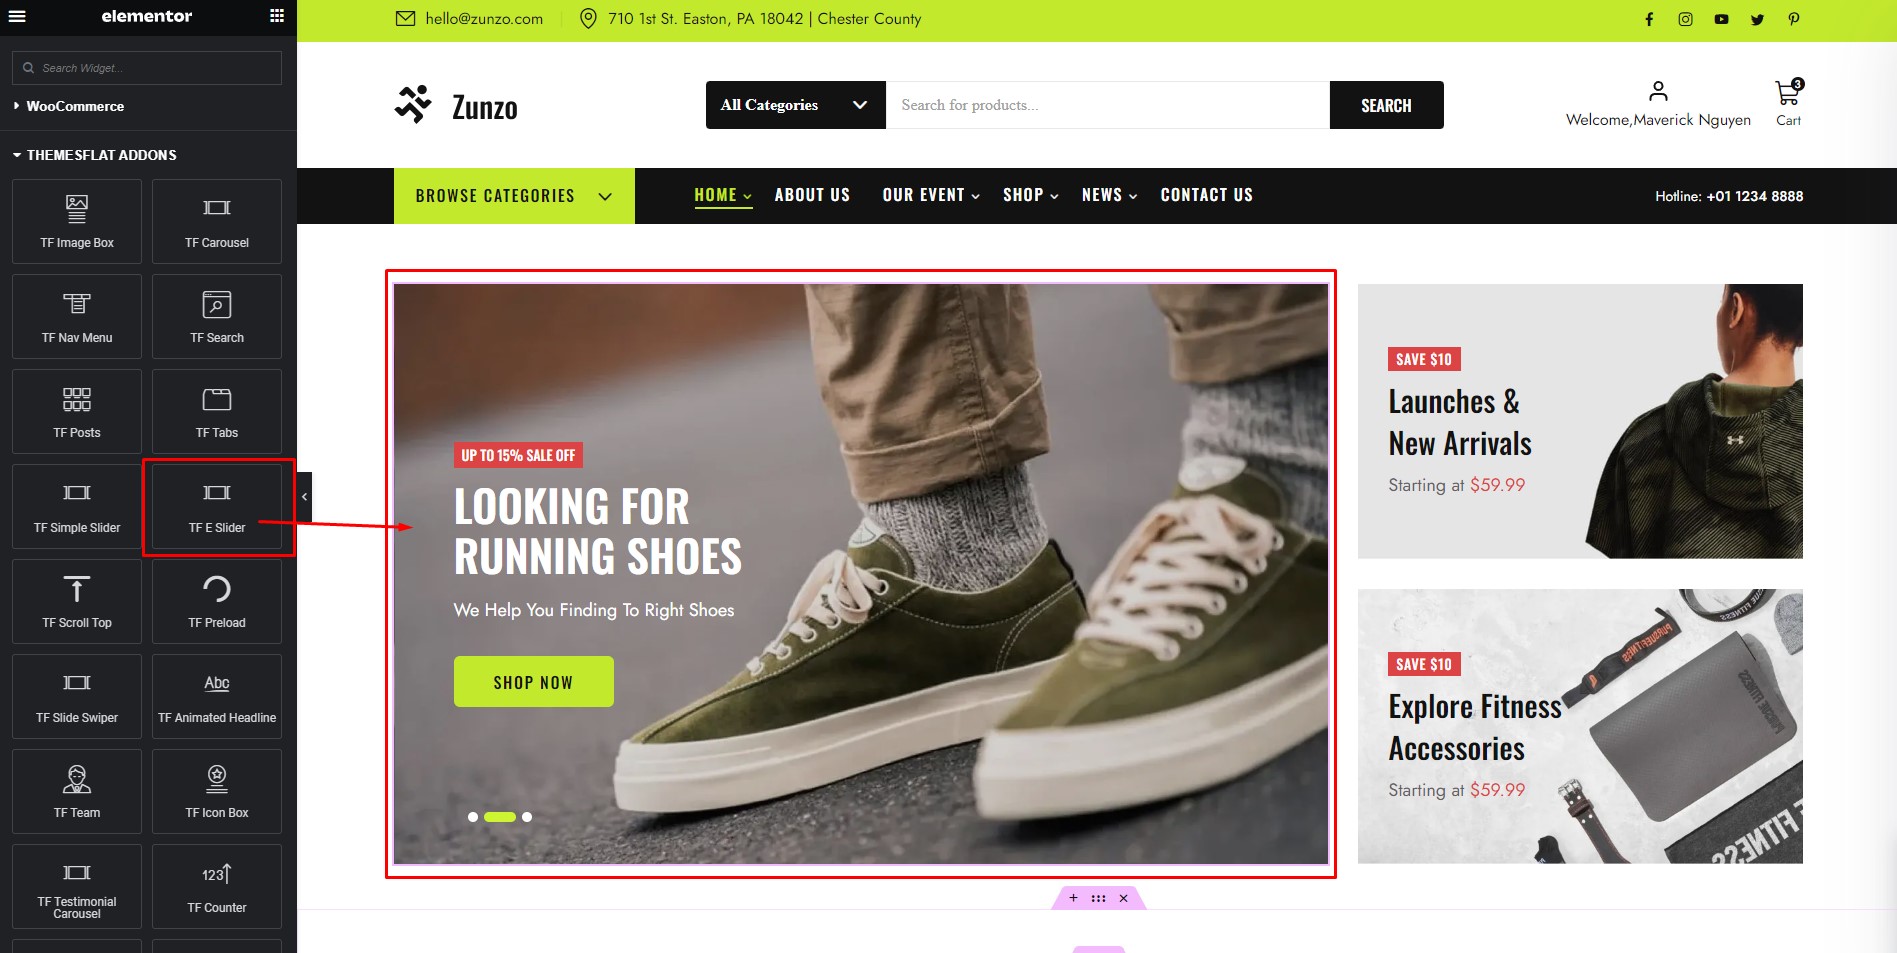 elementor
Search Widget...
WooCommerce
THEMESFLAT ADDONS
TF Image Box
TF Carousel
TF Nav Menu
TF Search
TF Posts
TF Tabs
TF Simple Slider
TF E Slider
TF Scroll Top
TF Preload
TF Slide Swiper
Abc
TF Animated Headline
TF Team
TF Icon Box
TF Testimonial
Carousel
123
TF Counter
hello@zunzo.com
710 1st St. Easton, PA 18042 | Chester County
Zunzo
All Categories
Search for products...
SEARCH
Welcome,Maverick Nguyen
3
Cart
BROWSE CATEGORIES
HOME
ABOUT US
OUR EVENT
SHOP
NEWS
CONTACT US
Hotline: +01 1234 8888
UP TO 15% SALE OFF
LOOKING FOR
RUNNING SHOES
We Help You Finding To Right Shoes
SHOP NOW
SAVE $10
Launches &
New Arrivals
Starting at $59.99
SAVE $10
Explore Fitness
Accessories
Starting at $59.99
PURSUE FITNESS